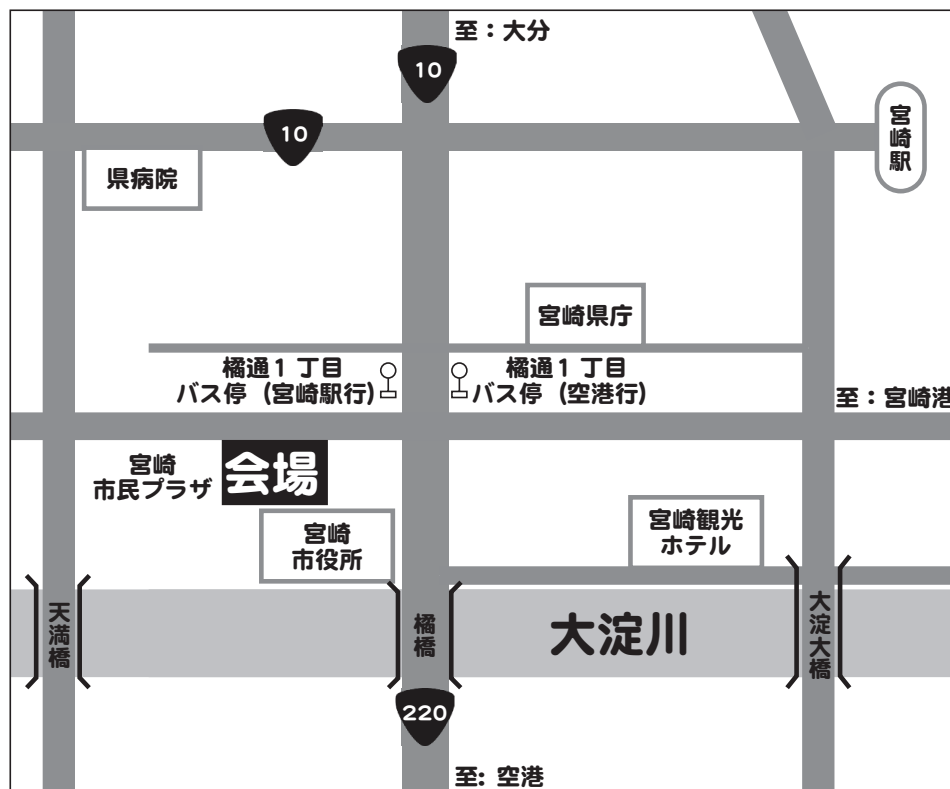 至：大分
10
10
宮崎駅
県病院
宮崎県庁
橘通１丁目
バス停（宮崎駅行）
橘通１丁目
バス停（空港行）
至：宮崎港
宮崎
市民プラザ
会場
宮崎
市役所
宮崎観光
ホテル
天満橋
橘橋
大淀川
大淀大橋
220
至: 空港